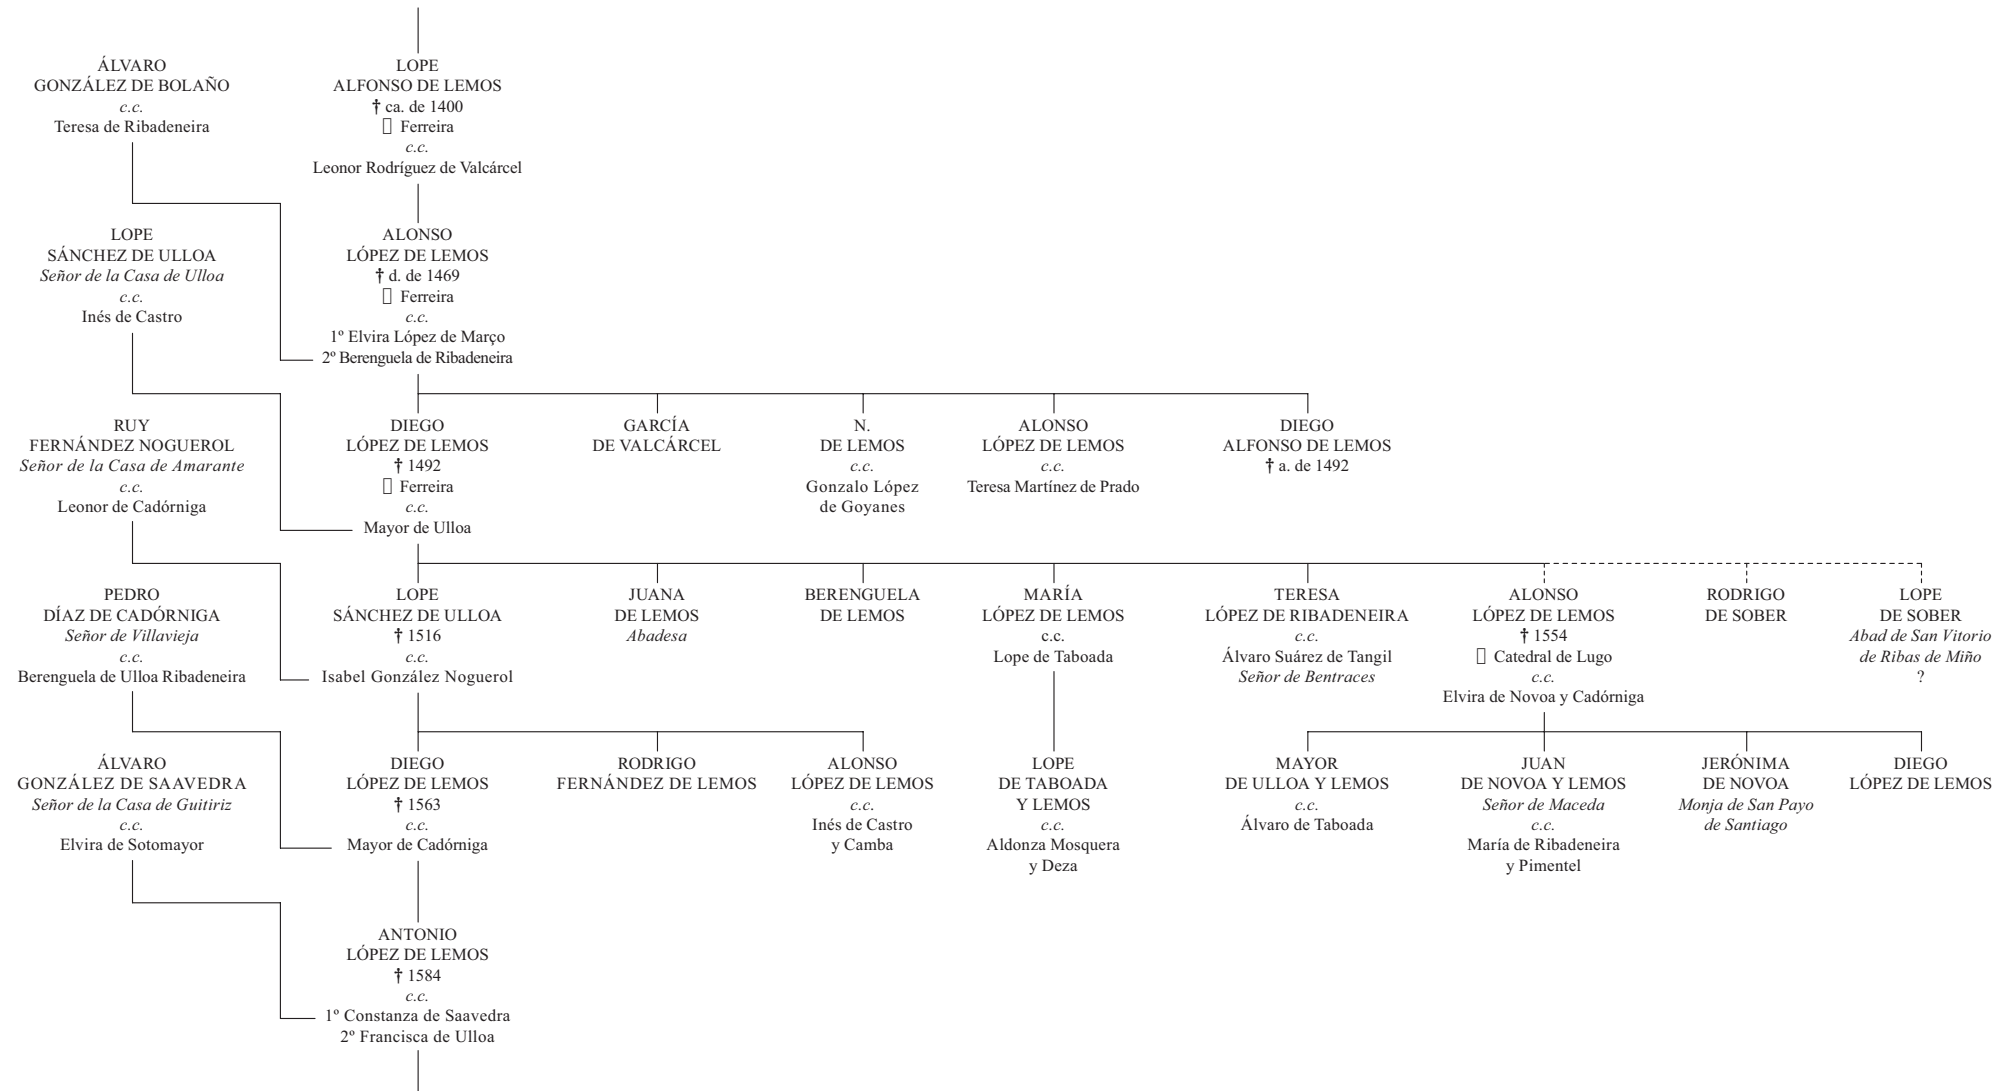 ÁLVARO
GONZÁLEZ DE BOLAÑO
c.c.
Teresa de Ribadeneira
LOPE
ALFONSO DE LEMOS
† ca. de 1400
▯ Ferreira
c.c.
Leonor Rodríguez de Valcárcel
LOPE
SÁNCHEZ DE ULLOA
Señor de la Casa de Ulloa
c.c.
Inés de Castro
ALONSO
LÓPEZ DE LEMOS
† d. de 1469
▯ Ferreira
c.c.
1º Elvira López de Março
2º Berenguela de Ribadeneira
RUY
FERNÁNDEZ NOGUEROL
Señor de la Casa de Amarante
c.c.
Leonor de Cadórniga
DIEGO
LÓPEZ DE LEMOS
† 1492
▯ Ferreira
c.c.
Mayor de Ulloa
GARCÍA
DE VALCÁRCEL
N.
DE LEMOS
c.c.
Gonzalo López
de Goyanes
ALONSO
LÓPEZ DE LEMOS
c.c.
Teresa Martínez de Prado
DIEGO
ALFONSO DE LEMOS
† a. de 1492
PEDRO
DÍAZ DE CADÓRNIGA
Señor de Villavieja
c.c.
Berenguela de Ulloa Ribadeneira
LOPE
SÁNCHEZ DE ULLOA
† 1516
c.c.
Isabel González Noguerol
JUANA
DE LEMOS
Abadesa
BERENGUELA
DE LEMOS
MARÍA
LÓPEZ DE LEMOS
c.c.
Lope de Taboada
TERESA
LÓPEZ DE RIBADENEIRA
c.c.
Álvaro Suárez de Tangil
Señor de Bentraces
ALONSO
LÓPEZ DE LEMOS
† 1554
▯ Catedral de Lugo
c.c.
Elvira de Novoa y Cadórniga
RODRIGO
DE SOBER
LOPE
DE SOBER
Abad de San Vitorio
de Ribas de Miño
?
ÁLVARO
GONZÁLEZ DE SAAVEDRA
Señor de la Casa de Guitiriz
c.c.
Elvira de Sotomayor
DIEGO
LÓPEZ DE LEMOS
† 1563
c.c.
Mayor de Cadórniga
RODRIGO
FERNÁNDEZ DE LEMOS
ALONSO
LÓPEZ DE LEMOS
c.c.
Inés de Castro
y Camba
LOPE
DE TABOADA
Y LEMOS
c.c.
Aldonza Mosquera
y Deza
MAYOR
DE ULLOA Y LEMOS
c.c.
Álvaro de Taboada
JUAN
DE NOVOA Y LEMOS
Señor de Maceda
c.c.
María de Ribadeneira
y Pimentel
JERÓNIMA
DE NOVOA
Monja de San Payo
de Santiago
DIEGO
LÓPEZ DE LEMOS
ANTONIO
LÓPEZ DE LEMOS
† 1584
c.c.
1º Constanza de Saavedra
2º Francisca de Ulloa